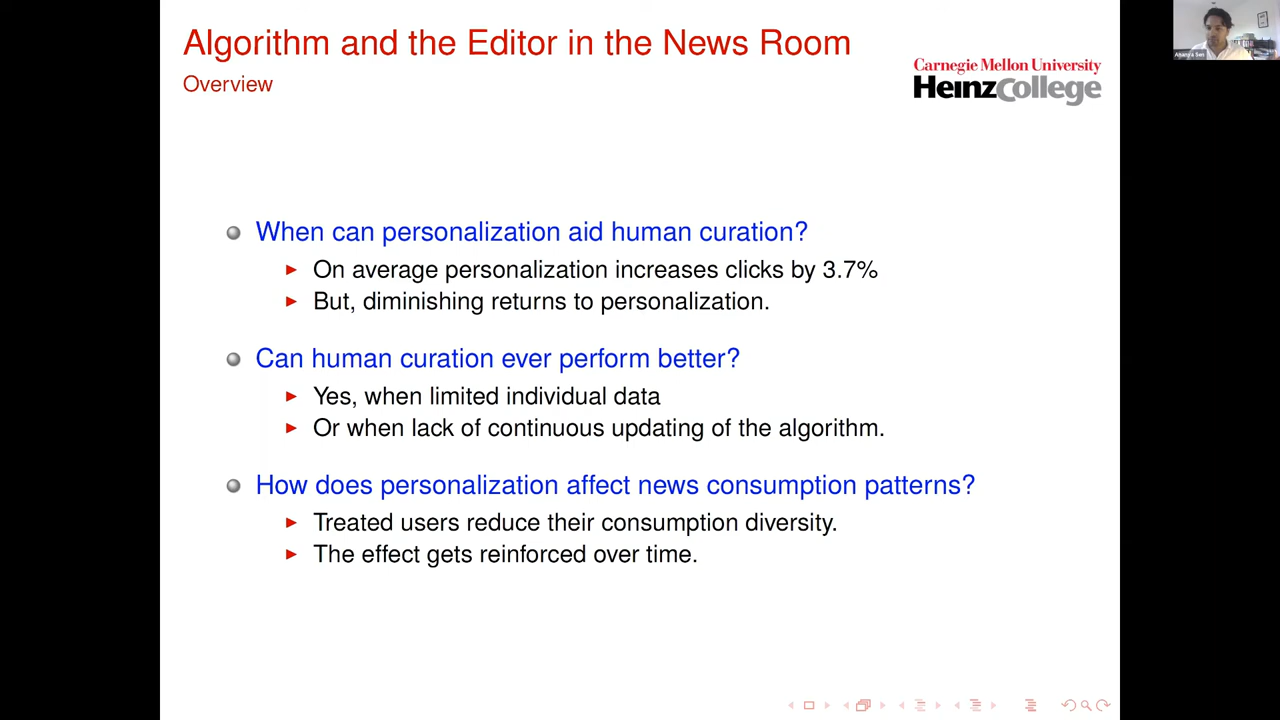 Algorithm and the Editor in the News Room
Overview
Carnegie Mellon University
HeinzCollege
When can personalization aid human curation?
On average personalization increases clicks by 3.7%
But, diminishing returns to personalization.
Can human curation ever perform better?
Yes, when limited individual data
Or when lack of continuous updating of the algorithm.
How does personalization affect news consumption patterns?
Treated users reduce their consumption diversity.
The effect gets reinforced over time.
Ananya Sen